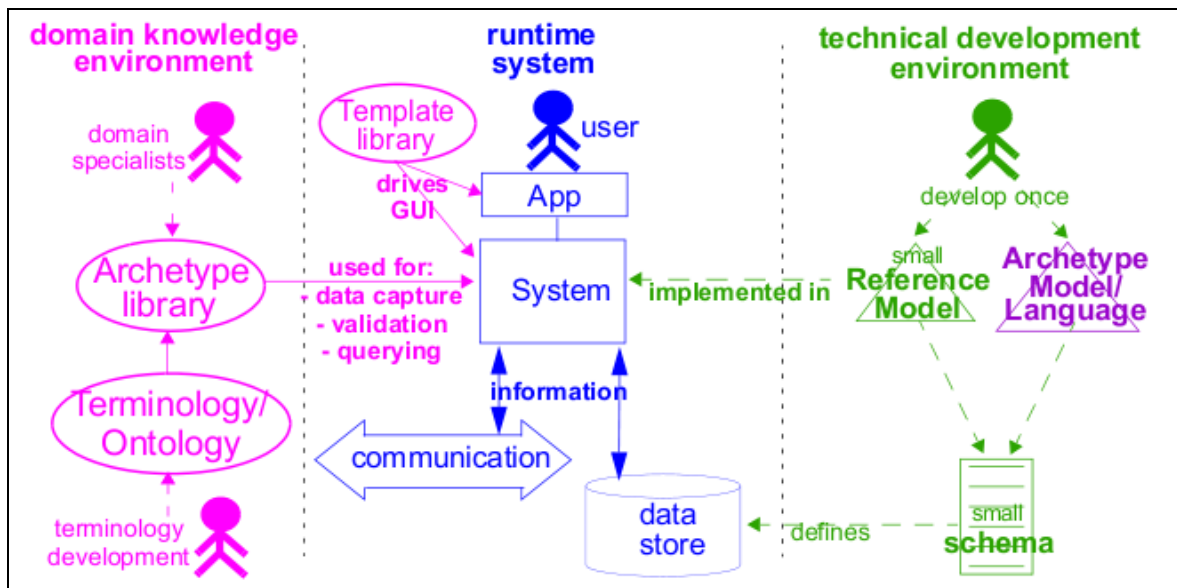 domain knowledge
environment
domain
specialists
Archetype
library
Terminology/
Ontology
terminology
development
runtime
system
Template
library
user
drives
GUI
App
used for:
- data capture
- validation
- querying
System
information
communication
data
store
technical development
environment
develop once
small
Reference
Model
Archetype
Model/
Language
implemented in
defines
small
schema